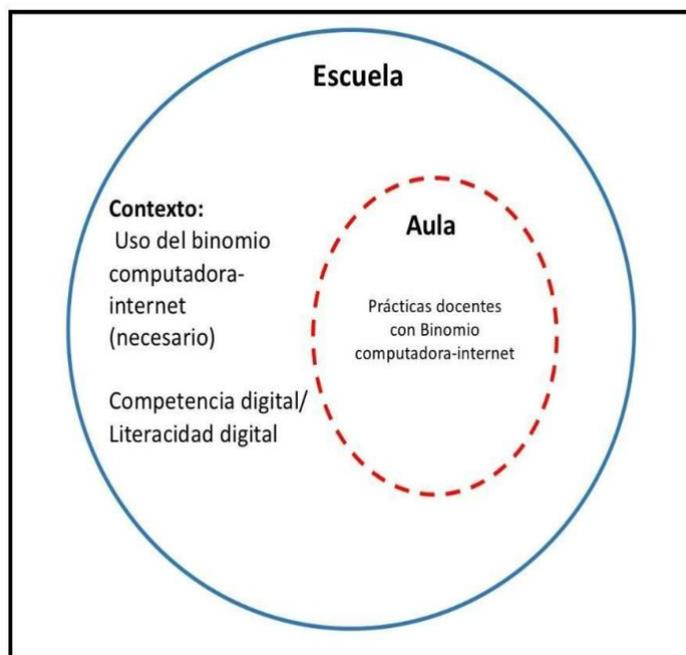 Escuela
Contexto:
Uso del binomio
computadora-
internet
(necesario)
Competencia digital/
Literacidad digital
Aula
Prácticas docentes
con Binomio
computadora-internet